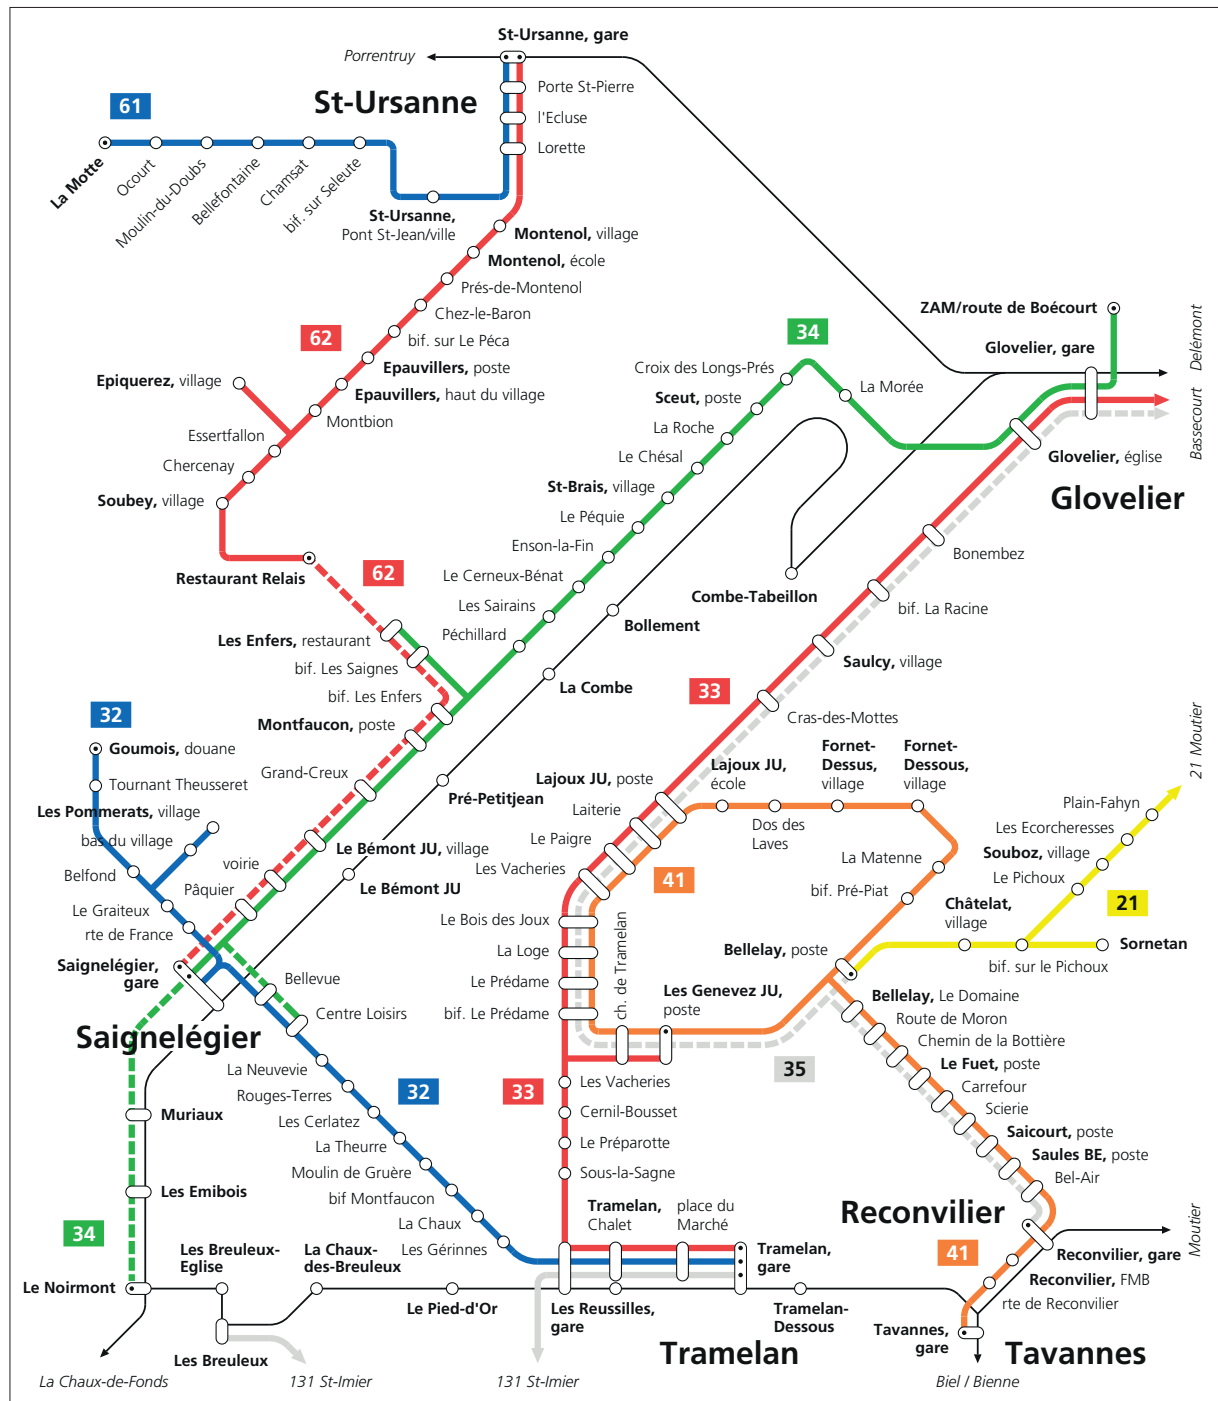 St-Ursanne, gare
Porrentruy
Porte St-Pierre
61
St-Ursanne
l'Ecluse
Lorette
La Motte
Ocourt
Moulin-du-Doubs
Bellefontaine
Chamsat
bif. sur Seleute
St-Ursanne,
Pont St-Jean/ville
Montenol, village
Montenol, école
Prés-de-Montenol
Chez-le-Baron
bif. sur Le Péca
62
Epauvillers, poste
Epauvillers, haut du village
Epiquerez, village
Montbion
Essertfallon
Chercenay
Soubey, village
Restaurant Relais
62
ZAM/route de Boécourt
Glovelier, gare
Delémont
Bassecourt
34
Croix des Longs-Prés
La Morée
Sceut, poste
La Roche
Le Chésal
St-Brais, village
Le Péquie
Enson-la-Fin
Le Cerneux-Bénat
Les Sairains
Péchillard
Glovelier, église
Glovelier
Bonembez
bif. La Racine
Saulcy, village
33
Cras-des-Mottes
Combe-Tabeillon
Bollement
La Combe
Pré-Petitjean
Le Bémont JU
Les Enfers, restaurant
bif. Les Saignes
bif. Les Enfers
Montfaucon, poste
Grand-Creux
Le Bémont JU, village
voirie
Pâquier
32
Goumois, douane
Tournant Theusseret
Les Pommerats, village
bas du village
Belfond
Le Graiteux
rte de France
Saignelégier,
gare
Saignelégier
Bellevue
Centre Loisirs
La Neuvevie
Rouges-Terres
Les Cerlatez
La Theurre
Moulin de Gruère
bif Montfaucon
La Chaux
Les Gérinnes
32
Lajoux JU, poste
Laiterie
Le Paigre
Les Vacheries
41
Lajoux JU,
école
Dos des
Laves
Fornet-
Dessus,
village
Fornet-
Dessous,
village
La Matenne
bif. Pré-Piat
21 Moutier
Plain-Fahyn
Les Ecorcheresses
Souboz, village
Le Pichoux
21
Châtelat,
village
bif. sur le Pichoux
Sornetan
Bellelay, poste
Le Bois des Joux
La Loge
Le Prédame
bif. Le Prédame
ch. de Tramelan
Les Genevez JU,
poste
35
33
Les Vacheries
Cernil-Bousset
Le Préparotte
Sous-la-Sagne
Bellelay, Le Domaine
Route de Moron
Chemin de la Bottière
Le Fuet, poste
Carrefour
Scierie
Saicourt, poste
Saules BE, poste
Bel-Air
Reconvilier
Moutier
41
Reconvilier, gare
Reconvilier, FMB
rte de Reconvilier
Tavannes,
gare
Tavannes
Biel / Bienne
Muriaux
Les Emibois
34
Le Noirmont
Les Breuleux-
Eglise
La Chaux-
des-Breuleux
Le Pied-d'Or
Les Breuleux
La Chaux-de-Fonds
131 St-Imier
Tramelan,
Chalet
place du
Marché
Tramelan,
gare
Les Reussilles,
gare
Tramelan-
Dessous
Tramelan
131 St-Imier